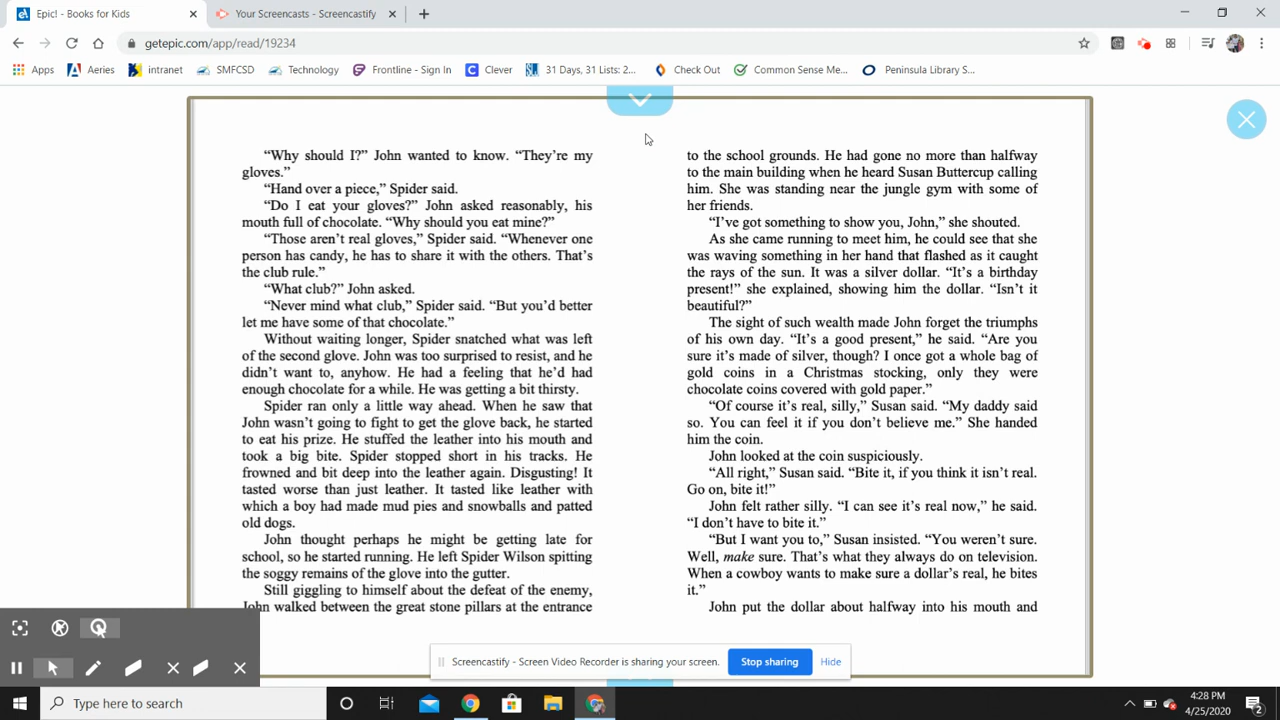 Epic! - Books for Kids
Your Screencasts - Screencastify
getepic.com/app/read/19234
Apps
Aeries
intranet
SMFCSD
Technology
Frontline - Sign In
Clever
31 Days, 31 Lists: 2...
Check Out
Common Sense Me...
Peninsula Library S...
“Why should I?” John wanted to know. “They’re my
gloves.”
“Hand over a piece,” Spider said.
“Do I eat your gloves?” John asked reasonably, his
mouth full of chocolate. “Why should you eat mine?”
“Those aren’t real gloves,” Spider said. “Whenever one
person has candy, he has to share it with the others. That’s
the club rule.”
“What club?” John asked.
“Never mind what club,” Spider said. “But you’d better
let me have some of that chocolate.”
Without waiting longer, Spider snatched what was left
of the second glove. John was too surprised to resist, and he
didn’t want to, anyhow. He had a feeling that he’d had
enough chocolate for a while. He was getting a bit thirsty.
Spider ran only a little way ahead. When he saw that
John wasn’t going to fight to get the glove back, he started
to eat his prize. He stuffed the leather into his mouth and
took a big bite. Spider stopped short in his tracks. He
frowned and bit deep into the leather again. Disgusting! It
tasted worse than just leather. It tasted like leather with
which a boy had made mud pies and snowballs and patted
old dogs.
John thought perhaps he might be getting late for
school, so he started running. He left Spider Wilson spitting
the soggy remains of the glove into the gutter.
Still giggling to himself about the defeat of the enemy,
John walked between the great stone pillars at the entrance
to the school grounds. He had gone no more than halfway
to the main building when he heard Susan Buttercup calling
him. She was standing near the jungle gym with some of
her friends.
“I’ve got something to show you, John,” she shouted.
As she came running to meet him, he could see that she
was waving something in her hand that flashed as it caught
the rays of the sun. It was a silver dollar. “It’s a birthday
present!” she explained, showing him the dollar. “Isn’t it
beautiful?”
The sight of such wealth made John forget the triumphs
of his own day. “It’s a good present,” he said. “Are you
sure it’s made of silver, though? I once got a whole bag of
gold coins in a Christmas stocking, only they were
chocolate coins covered with gold paper.”
“Of course it’s real, silly,” Susan said. “My daddy said
so. You can feel it if you don’t believe me.” She handed
him the coin.
John looked at the coin suspiciously.
“All right,” Susan said. “Bite it, if you think it isn’t real.
Go on, bite it!”
John felt rather silly. “I can see it’s real now,” he said.
“I don’t have to bite it.”
“But I want you to,” Susan insisted. “You weren’t sure.
Well, make sure. That’s what they always do on television.
When a cowboy wants to make sure a dollar’s real, he bites
it.”
John put the dollar about halfway into his mouth and
Screencastify - Screen Video Recorder is sharing your screen.
Stop sharing
Hide
Type here to search
4:28 PM
4/25/2020
2